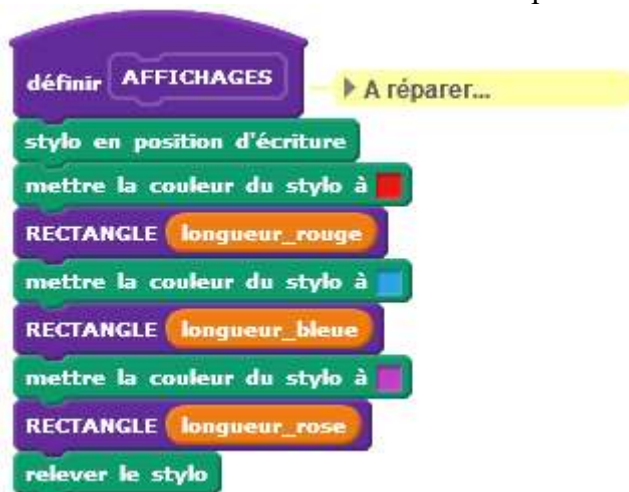 définir AFFICHAGES
A réparer...
stylo en position d'écriture
mettre la couleur du stylo à
RECTANGLE longueur_rouge
mettre la couleur du stylo à
RECTANGLE longueur_bleue
mettre la couleur du stylo à
RECTANGLE longueur_rose
relever le stylo